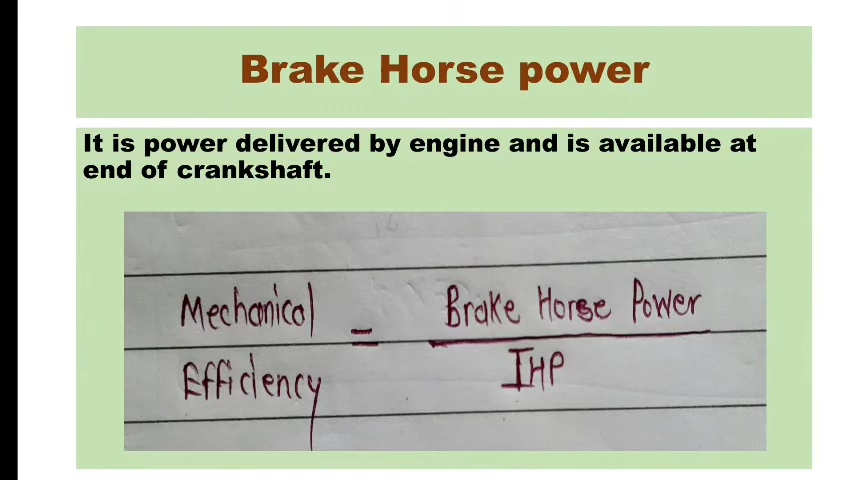 Brake Horse power
It is power delivered by engine and is available at
end of crankshaft.
Mechanical
Efficiency
=
Brake Horse Power
IHP